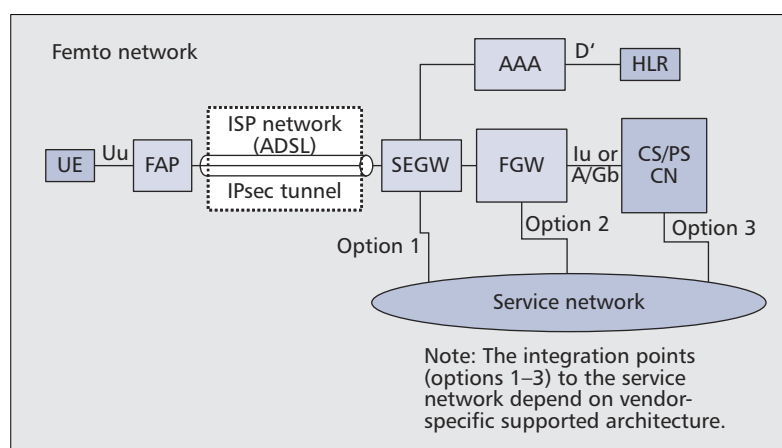 Femto network
AAA
D'
HLR
ISP network
(ADSL)
UE
Uu
FAP
SEGW
FGW
Iu or
A/Gb
CS/PS
CN
IPsec tunnel
Option 1
Option 2
Option 3
Service network
Note: The integration points
(options 1–3) to the service
network depend on vendor-
specific supported architecture.